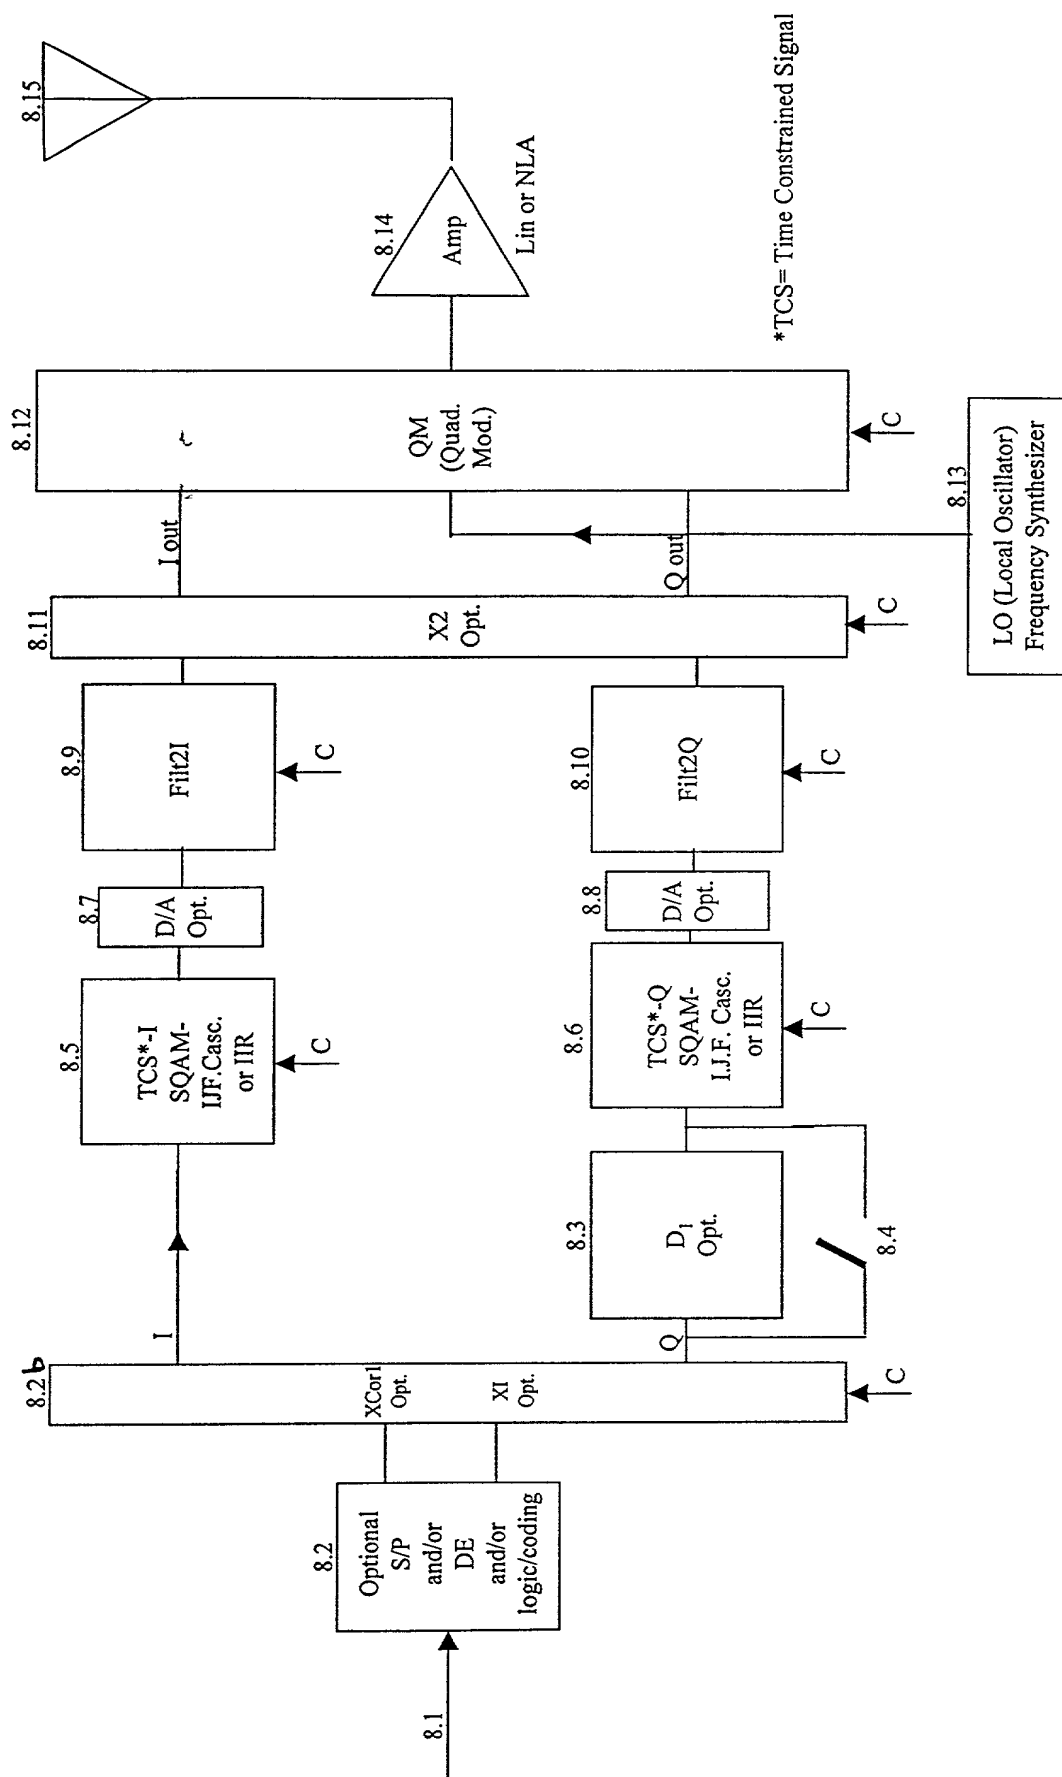 8.1
8.2
Optional
S/P
and/or
DE
and/or
logic/coding
8.2b
XCor1
Opt.
XI
Opt.
C
I
Q
8.3
D1
Opt.
8.4
8.5
TCS*-I
SQAM-
IJF.Casc.
or IIR
C
8.6
TCS*-Q
SQAM-
I.J.F. Casc.
or IIR
C
8.7
D/A
Opt.
8.8
D/A
Opt.
8.9
Filt2I
C
8.10
Filt2Q
C
8.11
X2
Opt.
C
I out
Q out
8.12
QM
(Quad.
Mod.)
C
8.13
LO (Local Oscillator)
Frequency Synthesizer
8.14
Amp
Lin or NLA
8.15
*TCS= Time Constrained Signal